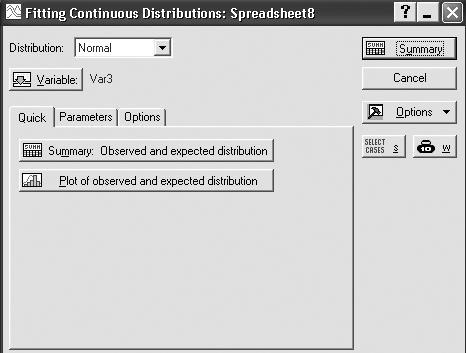 Fitting Continuous Distributions: Spreadsheet8
Distribution: Normal
Summary
Variable: Var3
Cancel
Quick Parameters Options
Options
Summary: Observed and expected distribution
SELECT CASES s
w
Plot of observed and expected distribution